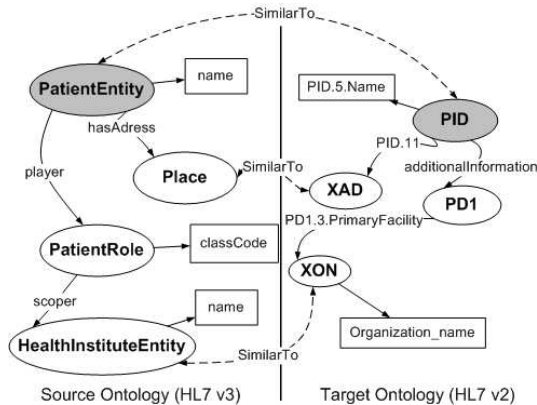 SimilarTo
PatientEntity
name
hasAdress
Place
player
PatientRole
classCode
scoper
name
HealthInstituteEntity
SimilarTo
SimilarTo
PID.5.Name
PID
PID.11
additionalInformation
XAD
PD1
PD1.3.PrimaryFacility
XON
Organization_name
Source Ontology (HL7 v3)
Target Ontology (HL7 v2)